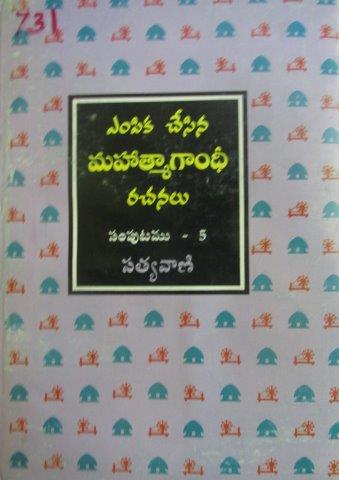 731
ఎంపిక చేసిన
మహాత్మాగాంధీ
రచనలు
సంపుటము - 5
సత్యవాణి